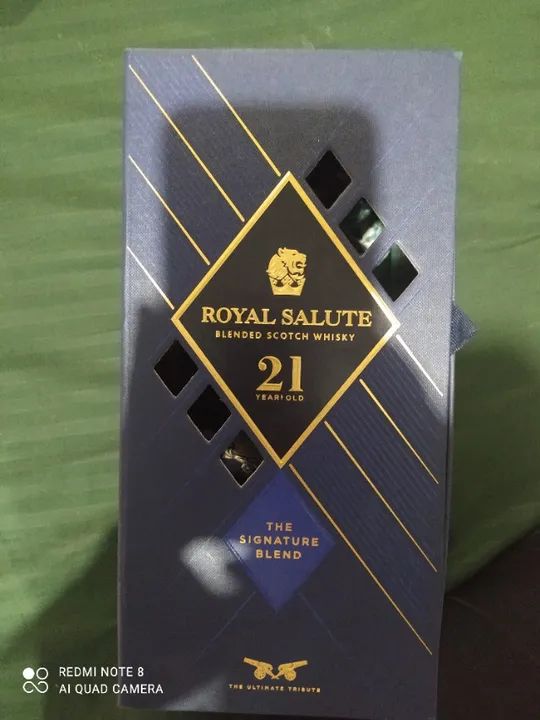 ROYAL SALUTE
BLENDED SCOTCH WHISKY
21
YEARS OLD
THE
SIGNATURE
BLEND
THE ULTIMATE TRIBUTE
REDMI NOTE 8
AI QUAD CAMERA